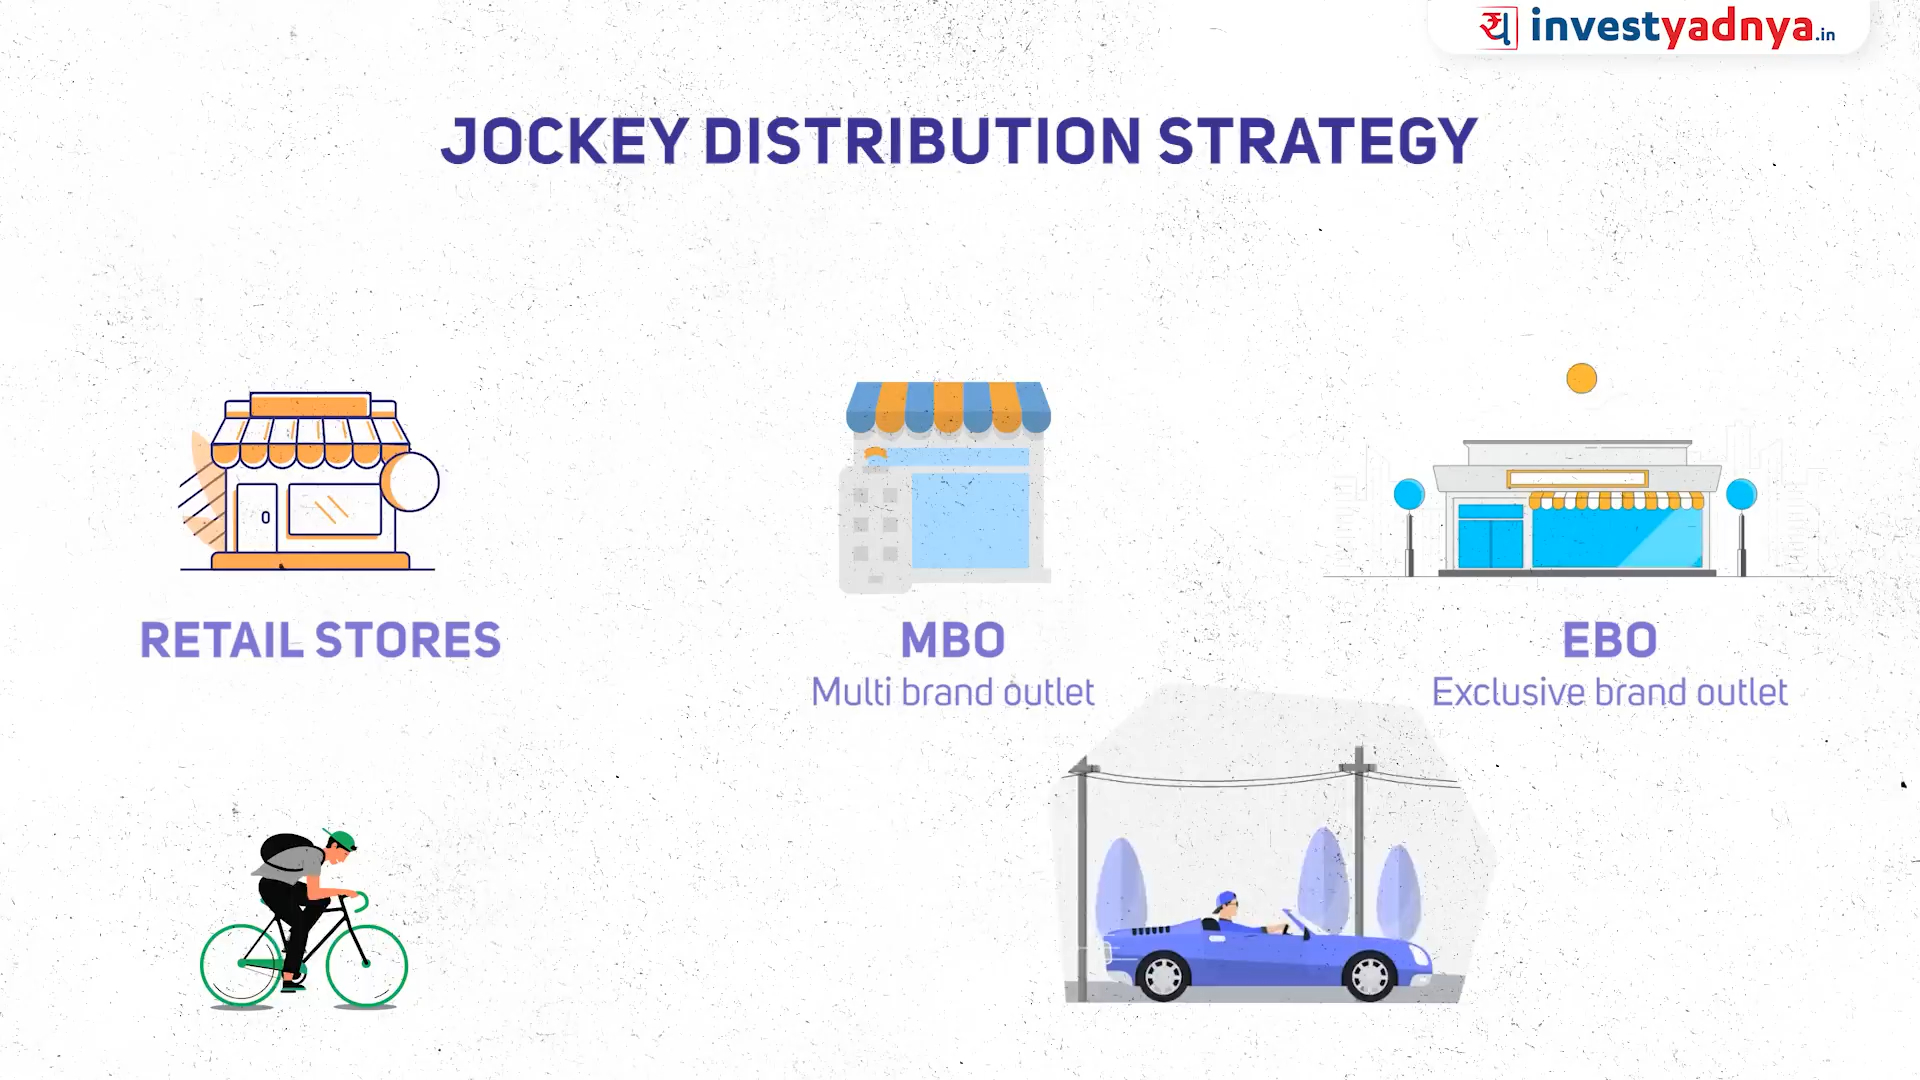 य investyadnya.in
JOCKEY DISTRIBUTION STRATEGY
RETAIL STORES
MBO
Multi brand outlet
EBO
Exclusive brand outlet